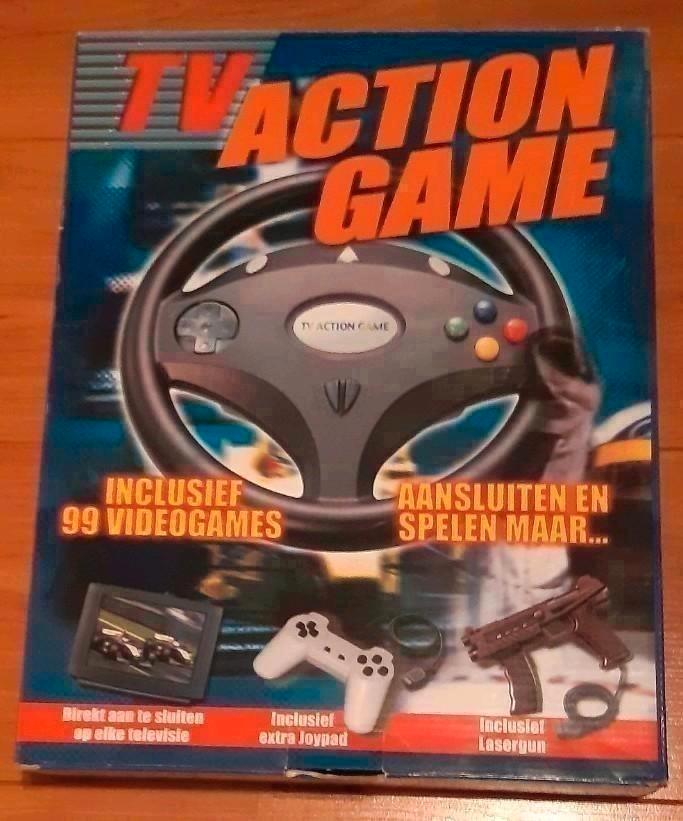 TV ACTION
GAME
TV ACTION GAME
INCLUSIEF
99 VIDEOGAMES
AANSLUITEN EN
SPELEN MAAR...
Direkt aan te sluiten
op elke televisie
Inclusief
extra Joypad
Inclusief
Lasergun